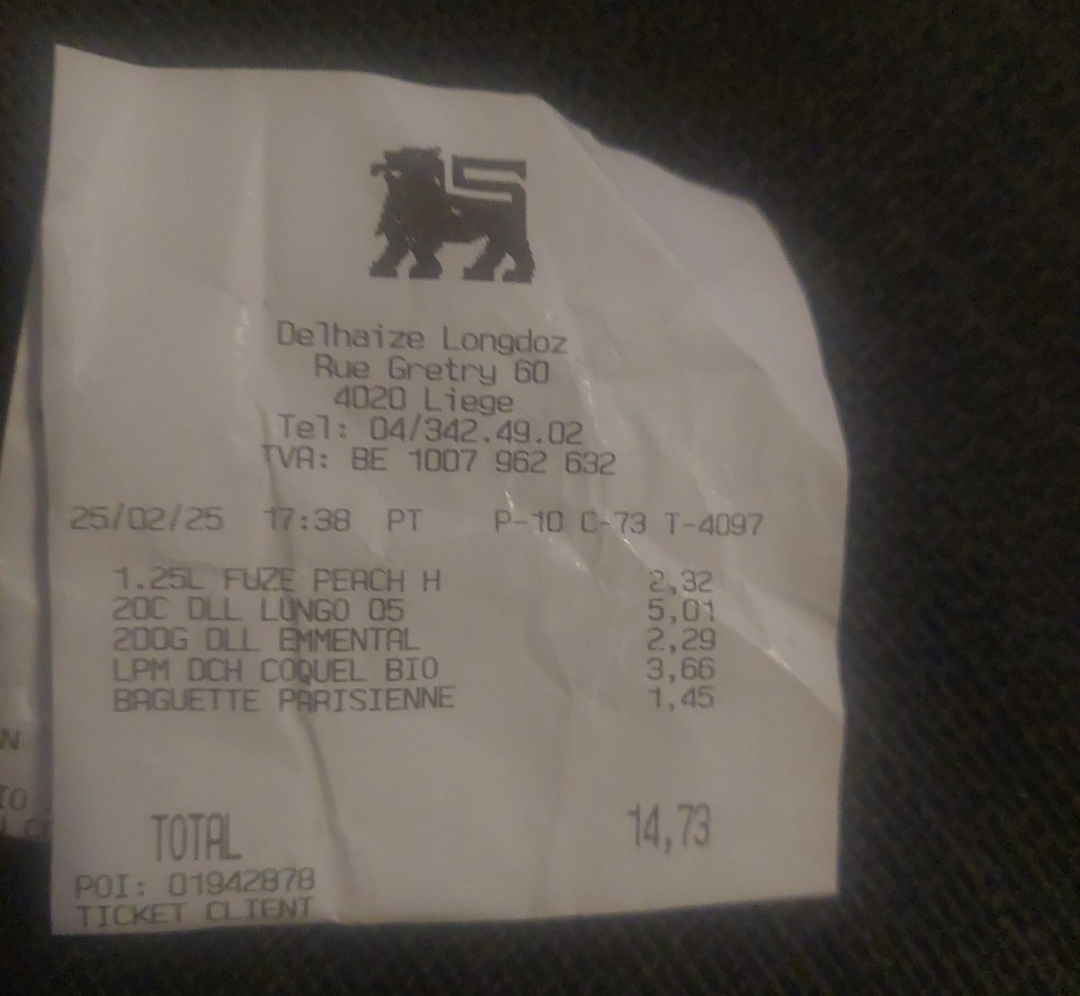 Delhaize Longdoz
Rue Gretry 60
4020 Liege
Tel: 04/342.49.02
TVA: BE 1007 962 632
25/02/25 17:38 PT P-10 C-73 T-4097
1.25L FUZE PEACH H 2,32
20C DLL LUNGO 05 5,01
200G DLL EMMENTAL 2,29
LPM DCH COQUEL BIO 3,66
BAGUETTE PARISIENNE 1,45
TOTAL 14,73
POI: 01942878
TICKET CLIENT